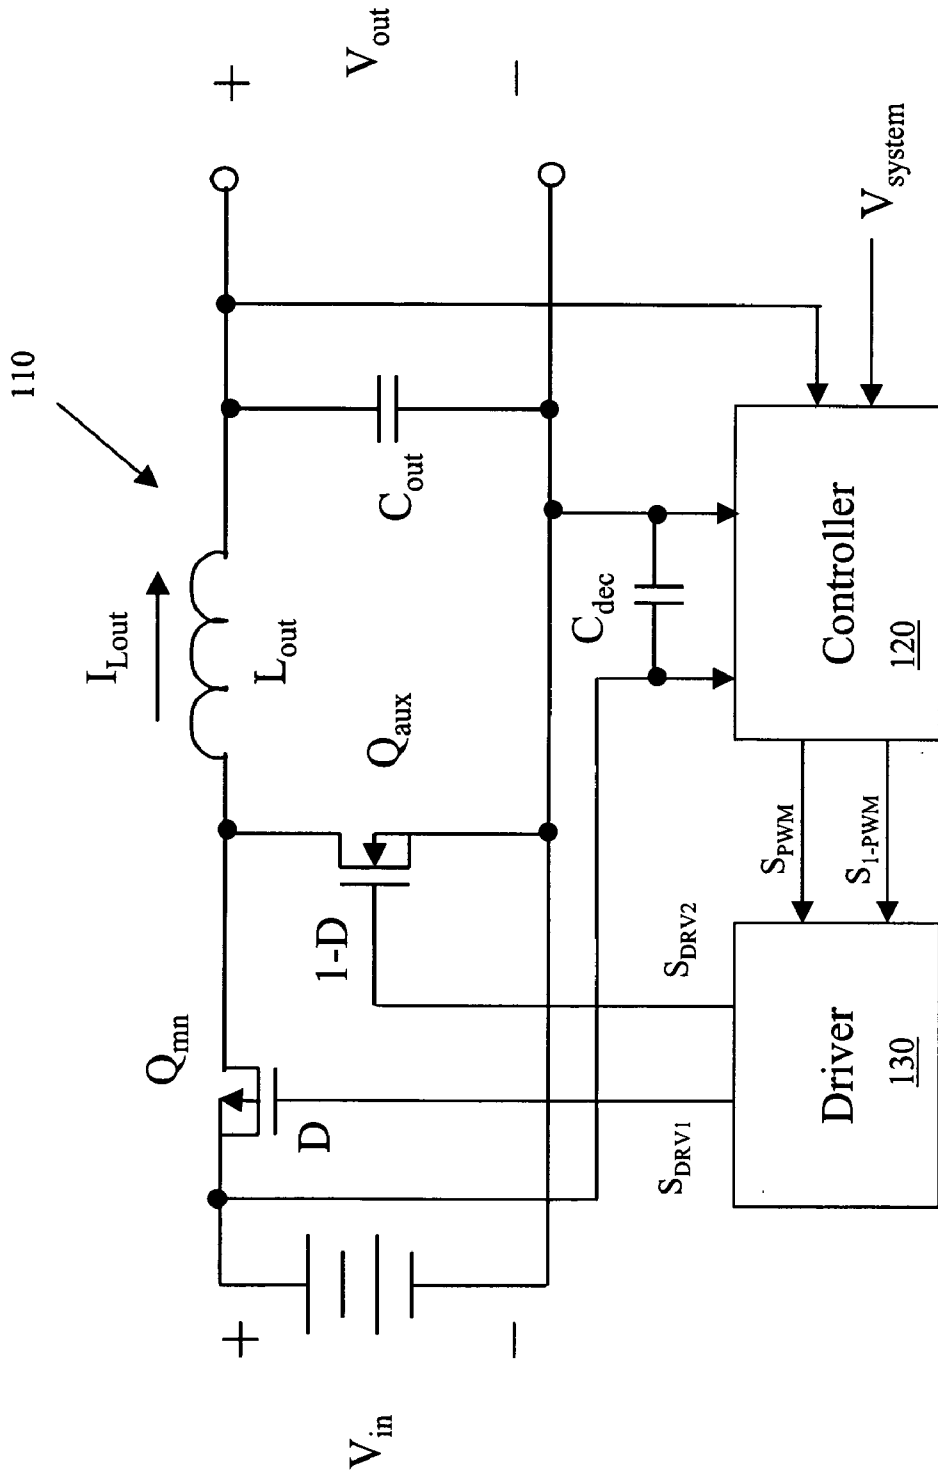 110
V_in
+
−
Q_mn
D
1-D
Q_aux
I_Lout
L_out
C_out
+
V_out
−
C_dec
S_DRV1
S_DRV2
Driver
130
S_PWM
S_1-PWM
Controller
120
V_system